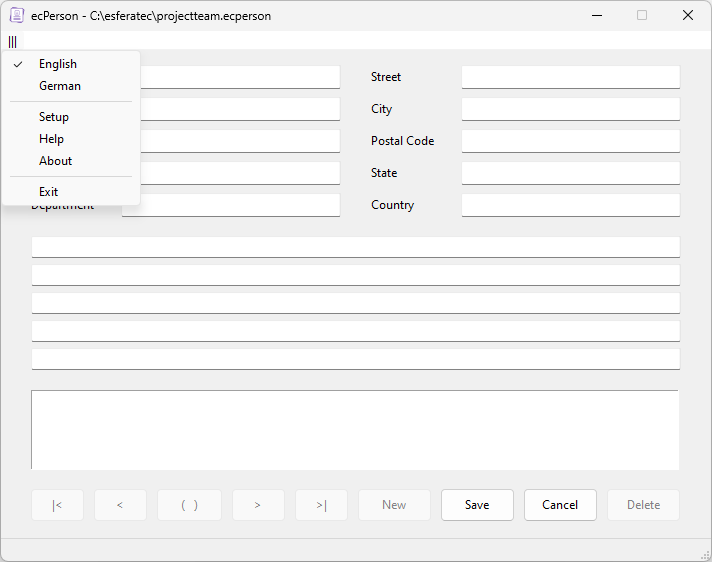 ecPerson - C:\esferatec\projectteam.ecperson
|||
✓ English
German
Setup
Help
About
Exit
Department
Street
City
Postal Code
State
Country
|< < ( ) > >| New Save Cancel Delete